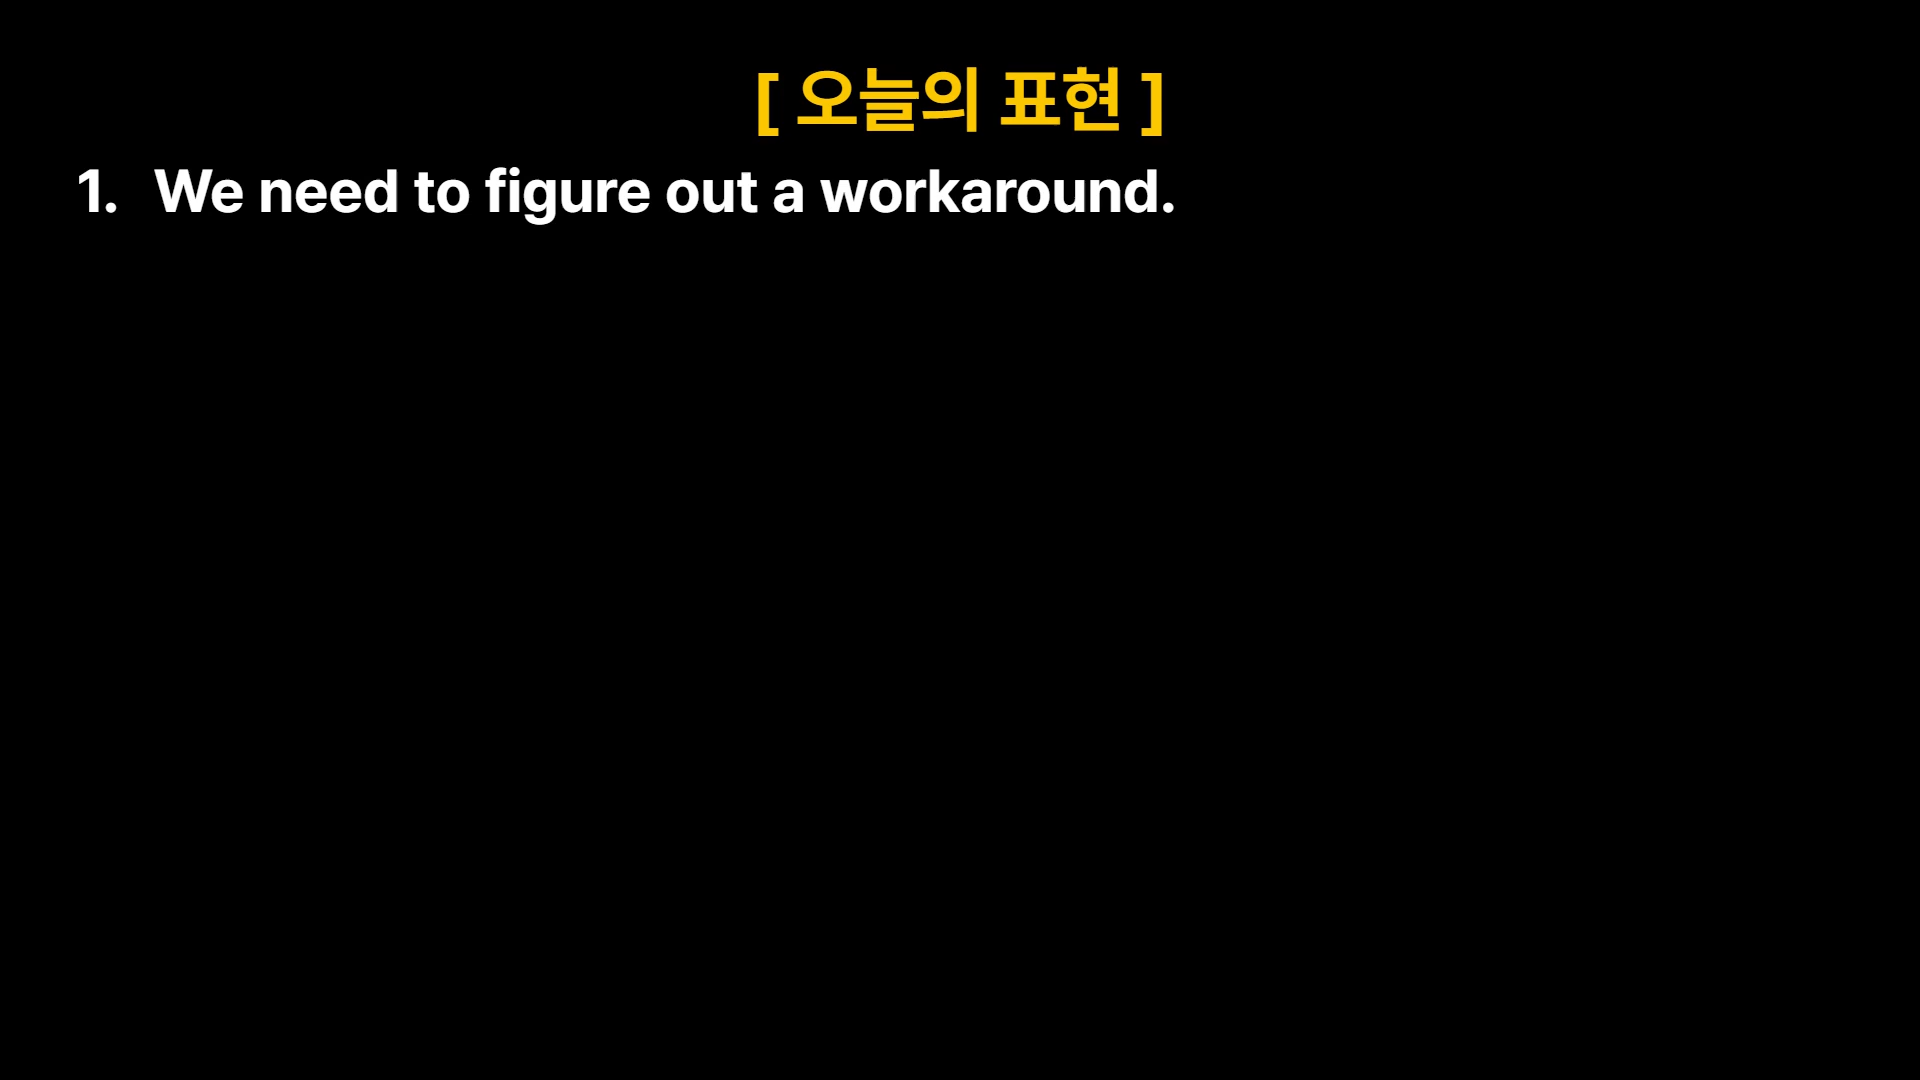 [ 오늘의 표현 ]
1. We need to figure out a workaround.